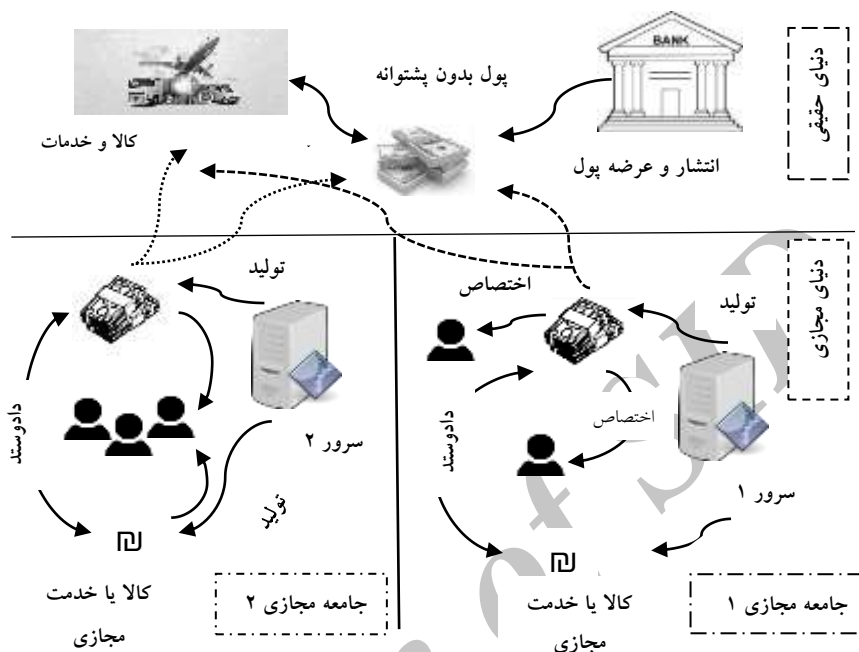 BANK
دنیای حقیقی
پول بدون پشتوانه
کالا و خدمات
انتشار و عرضه پول
دنیای مجازی
تولید
اختصاص
اختصاص
دادوستد
سرور ۱
₪
کالا یا خدمت
مجازی
جامعه مجازی ۱
تولید
دادوستد
سرور ۲
تولید
₪
کالا یا خدمت
مجازی
جامعه مجازی ۲